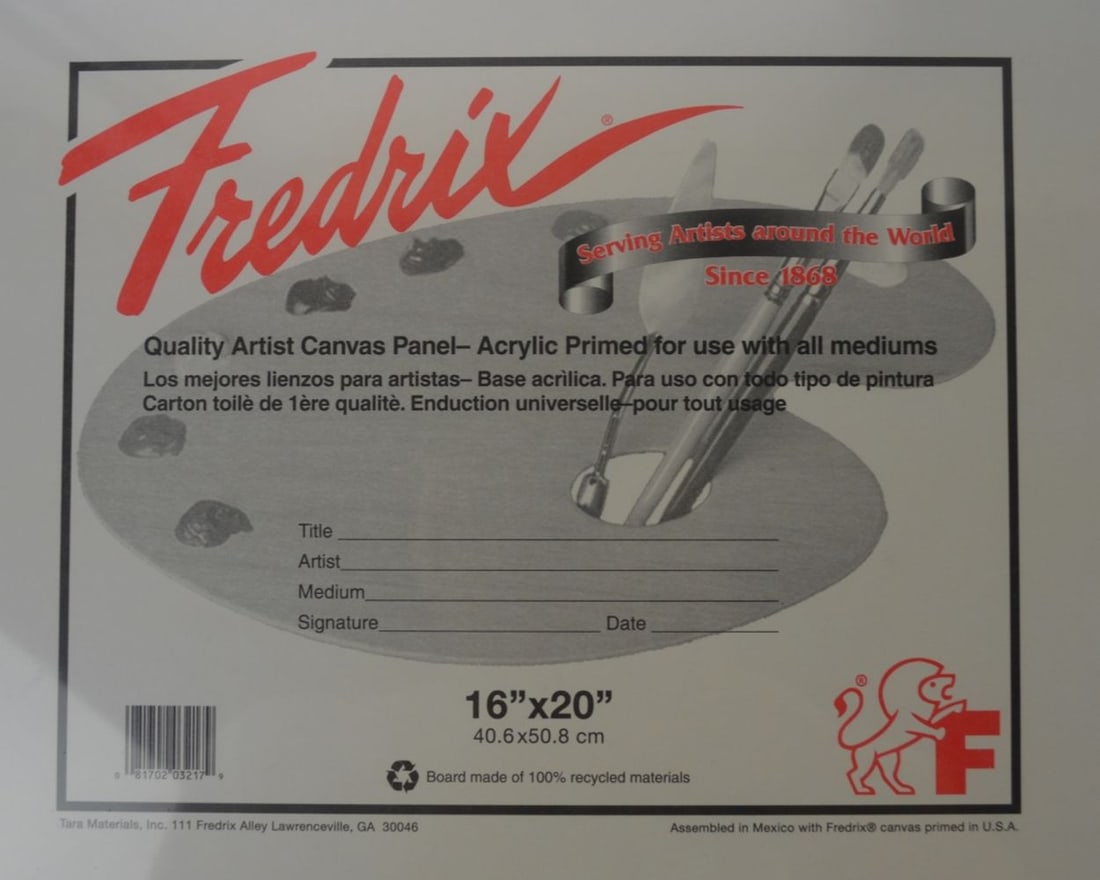 Fredrix®
Serving Artists around the World
Since 1868
Quality Artist Canvas Panel– Acrylic Primed for use with all mediums
Los mejores lienzos para artistas– Base acrìlica. Para uso con todo tipo de pintura
Carton toilè de 1ère qualitè. Enduction universelle–pour tout usage
Title
Artist
Medium
Signature Date
16”x20”
40.6x50.8 cm
0 81702 03217 9
Board made of 100% recycled materials
®
F
Tara Materials, Inc. 111 Fredrix Alley Lawrenceville, GA 30046
Assembled in Mexico with Fredrix® canvas primed in U.S.A.